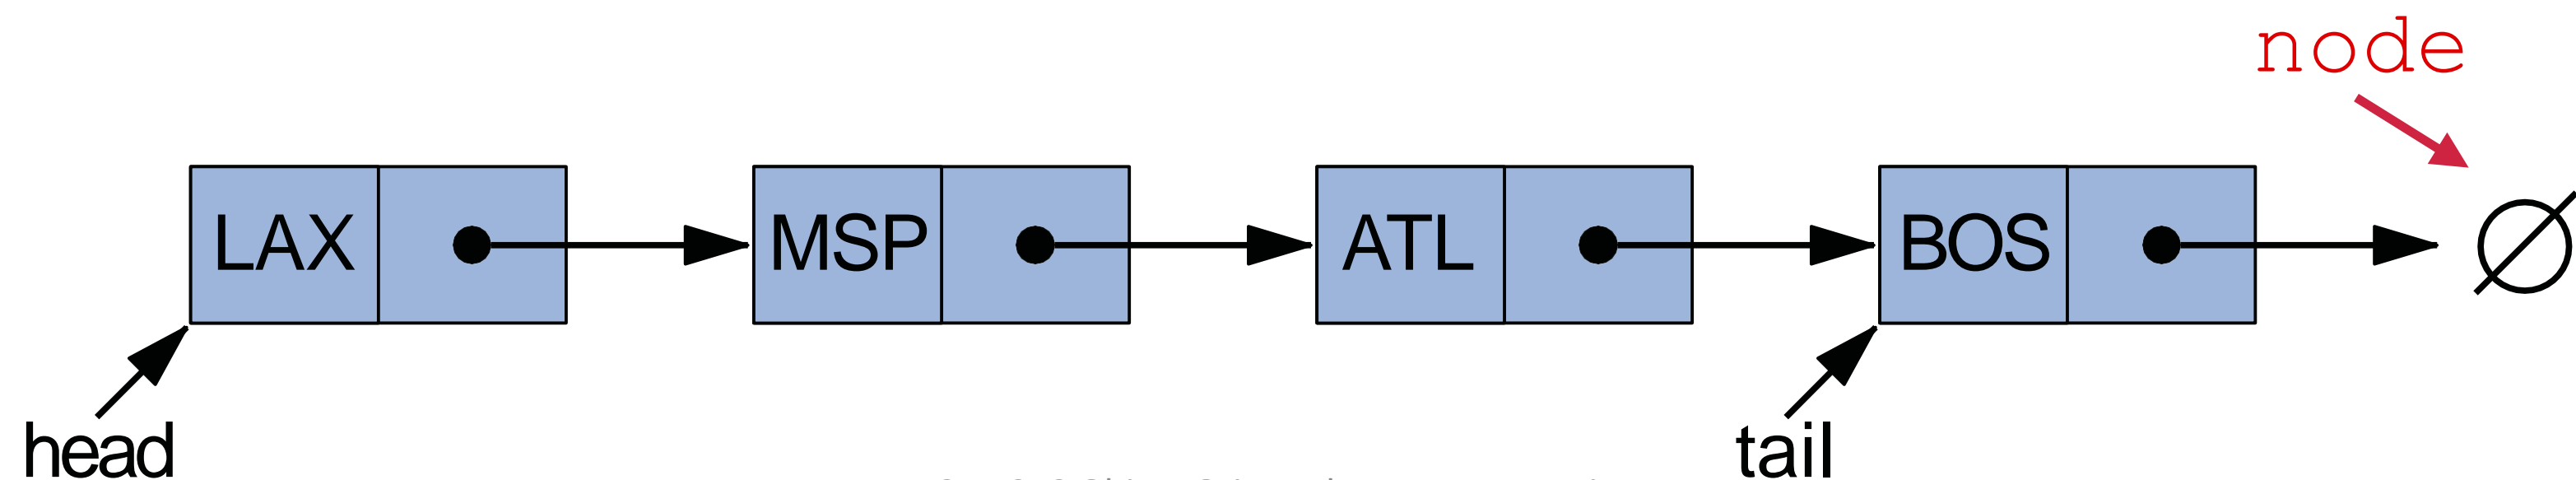 node
LAX MSP ATL BOS ∅
head tail